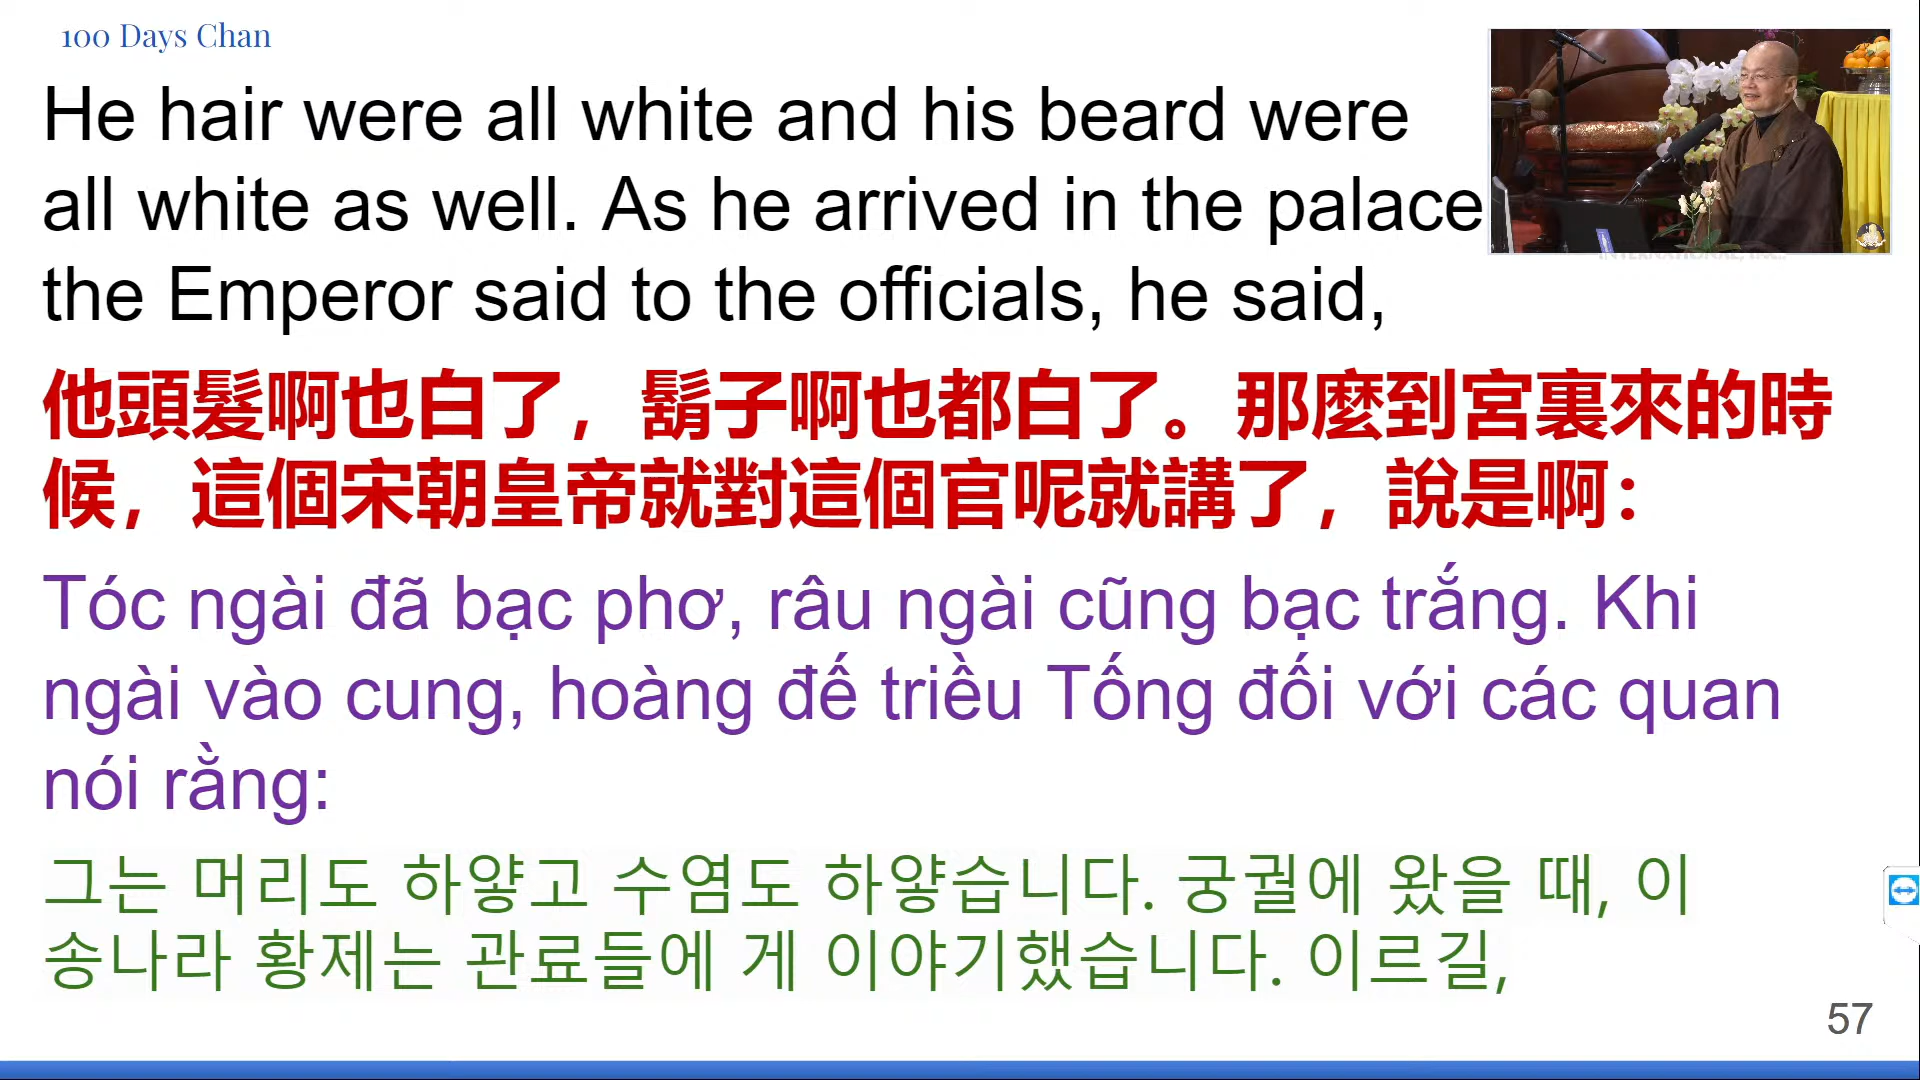 100 Days Chan
He hair were all white and his beard were
all white as well. As he arrived in the palace
the Emperor said to the officials, he said,
他頭髮啊也白了，鬍子啊也都白了。那麼到宮裏來的時
候，這個宋朝皇帝就對這個官呢就講了，說是啊：
Tóc ngài đã bạc phơ, râu ngài cũng bạc trắng. Khi
ngài vào cung, hoàng đế triều Tống đối với các quan
nói rằng:
그는 머리도 하얗고 수염도 하얗습니다. 궁궐에 왔을 때, 이
송나라 황제는 관료들에 게 이야기했습니다. 이르길,
57